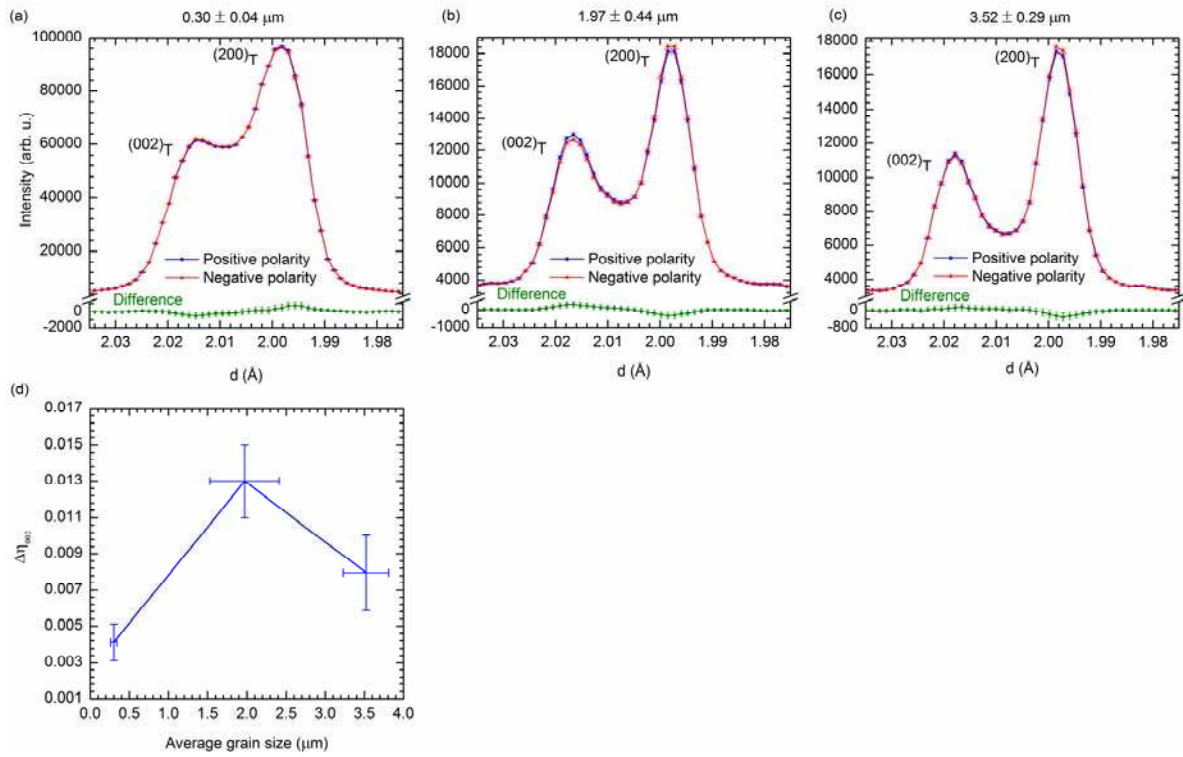 (a)
0.30 ± 0.04 μm
100000
80000
60000
40000
20000
0
-2000
Intensity (arb. u.)
(200)T
(002)T
Positive polarity
Negative polarity
Difference
2.03 2.02 2.01 2.00 1.99 1.98
d (Å)
(b)
1.97 ± 0.44 μm
18000
16000
14000
12000
10000
8000
6000
4000
0
-1000
(200)T
(002)T
Positive polarity
Negative polarity
Difference
2.03 2.02 2.01 2.00 1.99 1.98
d (Å)
(c)
3.52 ± 0.29 μm
18000
16000
14000
12000
10000
8000
6000
4000
0
-800
(200)T
(002)T
Positive polarity
Negative polarity
Difference
2.03 2.02 2.01 2.00 1.99 1.98
d (Å)
(d)
0.017
0.015
0.013
0.011
0.009
0.007
0.005
0.003
0.001
Δη002
0.0 0.5 1.0 1.5 2.0 2.5 3.0 3.5 4.0
Average grain size (μm)